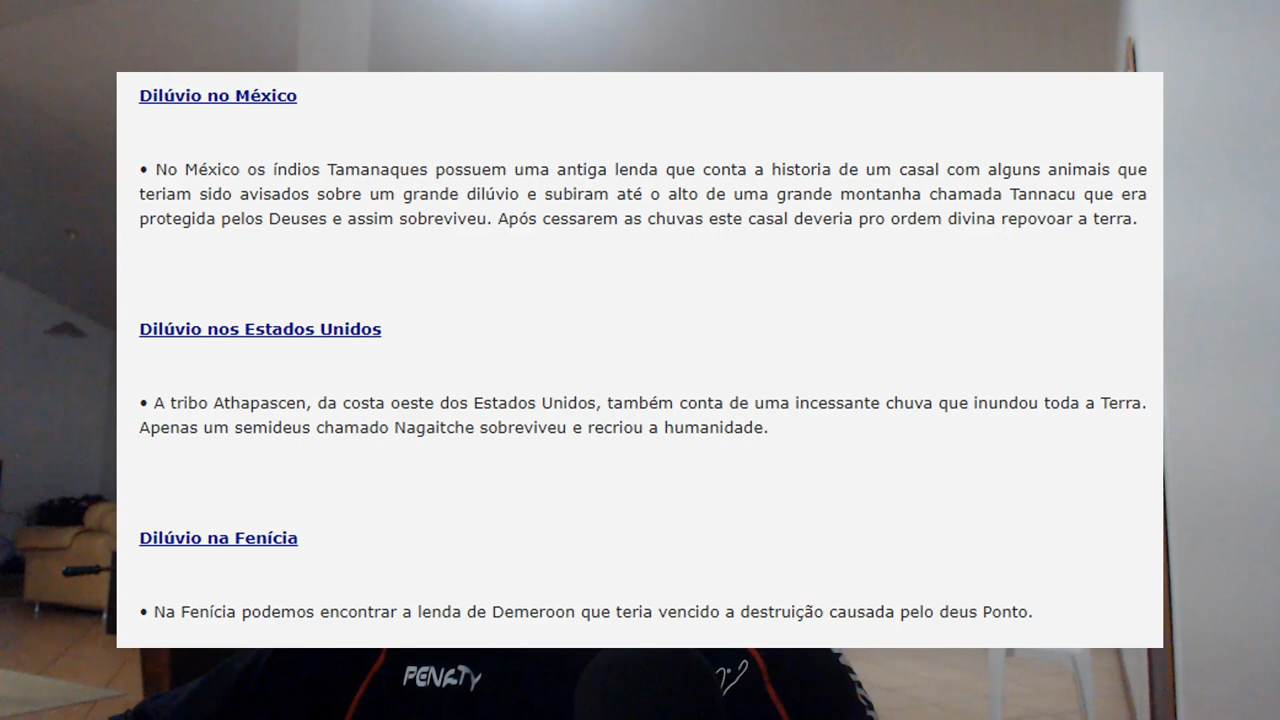 Dilúvio no México
• No México os índios Tamanaques possuem uma antiga lenda que conta a historia de um casal com alguns animais que
teriam sido avisados sobre um grande dilúvio e subiram até o alto de uma grande montanha chamada Tannacu que era
protegida pelos Deuses e assim sobreviveu. Após cessarem as chuvas este casal deveria pro ordem divina repovoar a terra.
Dilúvio nos Estados Unidos
• A tribo Athapascen, da costa oeste dos Estados Unidos, também conta de uma incessante chuva que inundou toda a Terra.
Apenas um semideus chamado Nagaitche sobreviveu e recriou a humanidade.
Dilúvio na Fenícia
• Na Fenícia podemos encontrar a lenda de Demeroon que teria vencido a destruição causada pelo deus Ponto.
PENALTY